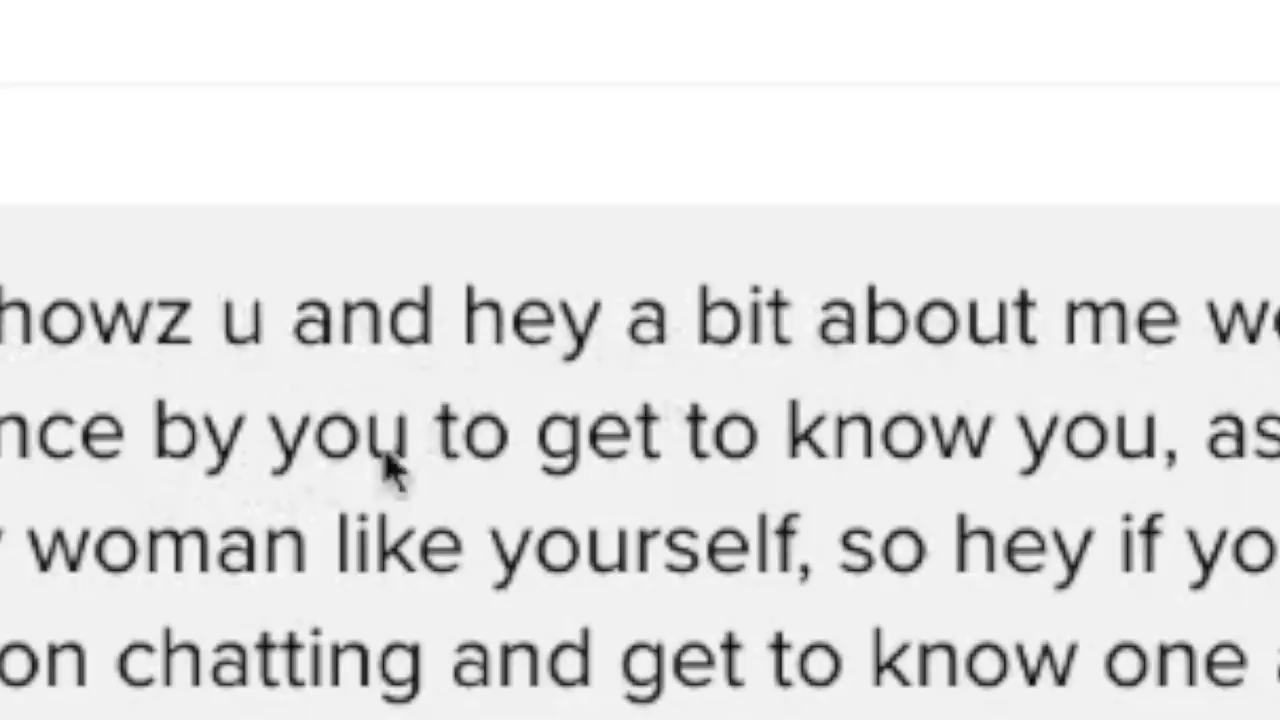 howz u and hey a bit about me we
nce by you to get to know you, as
woman like yourself, so hey if yo
on chatting and get to know one